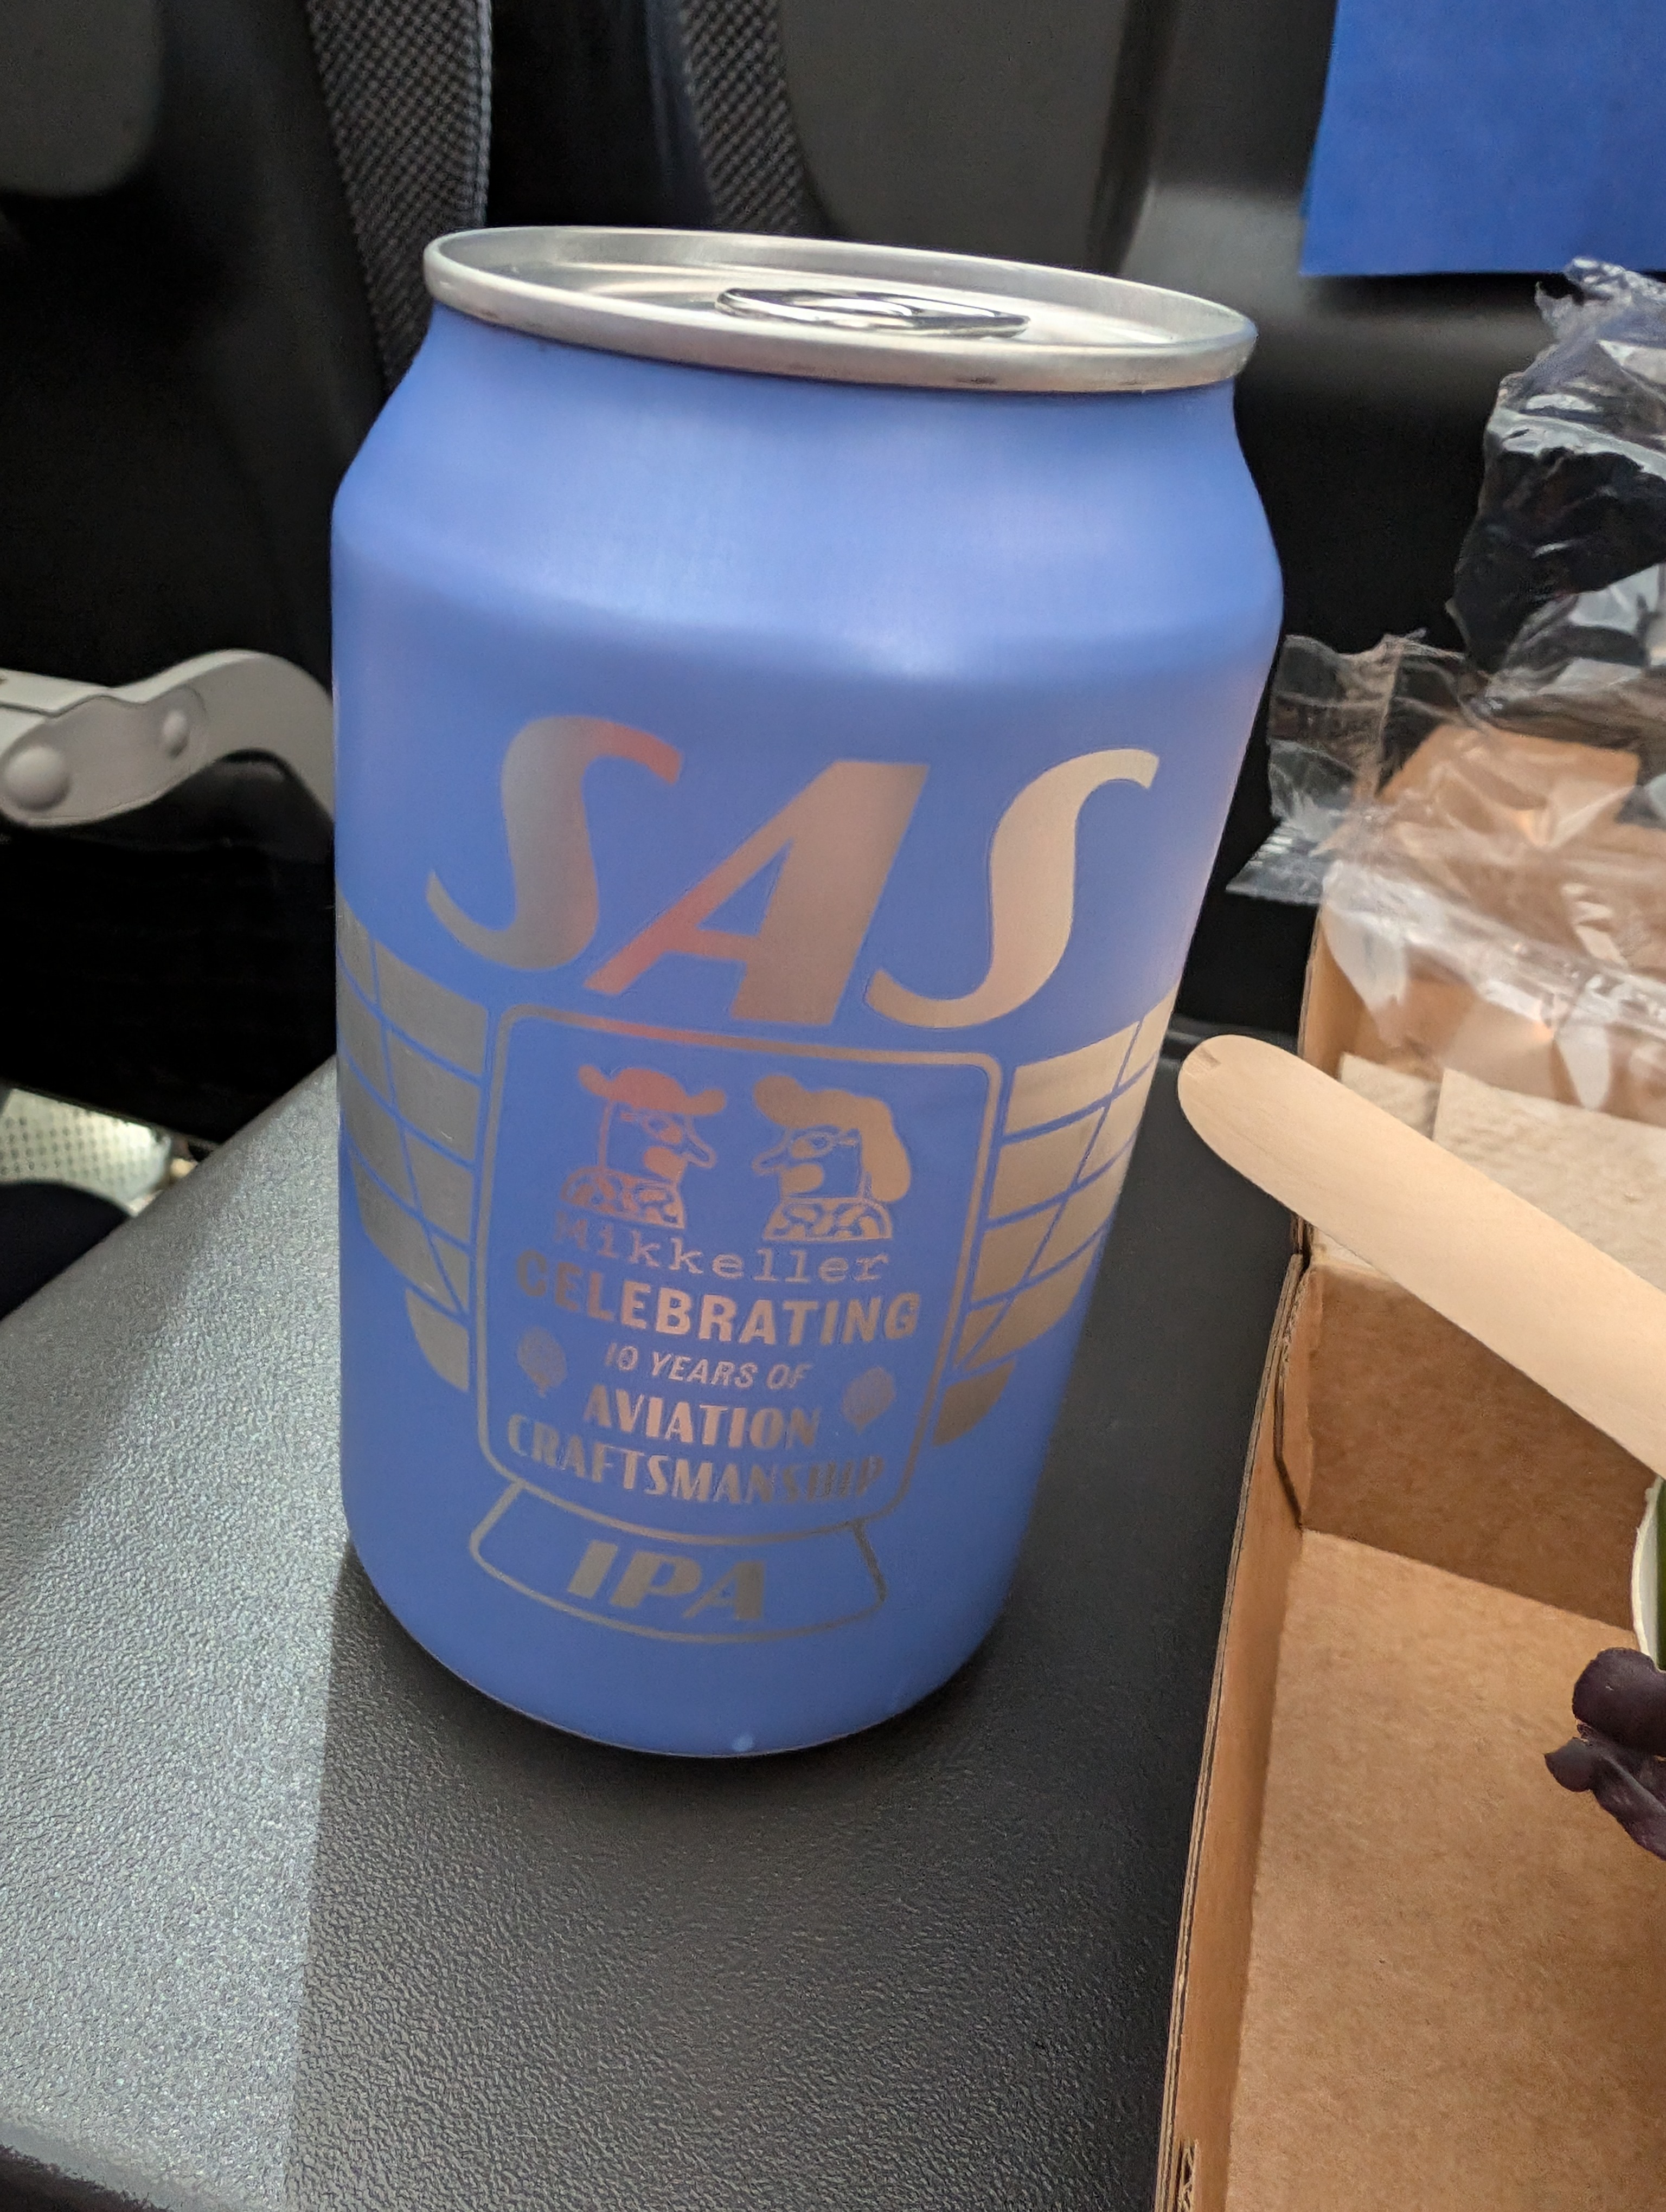 SAS
Mikkeller
CELEBRATING
10 YEARS OF
AVIATION
CRAFTSMANSHIP
IPA